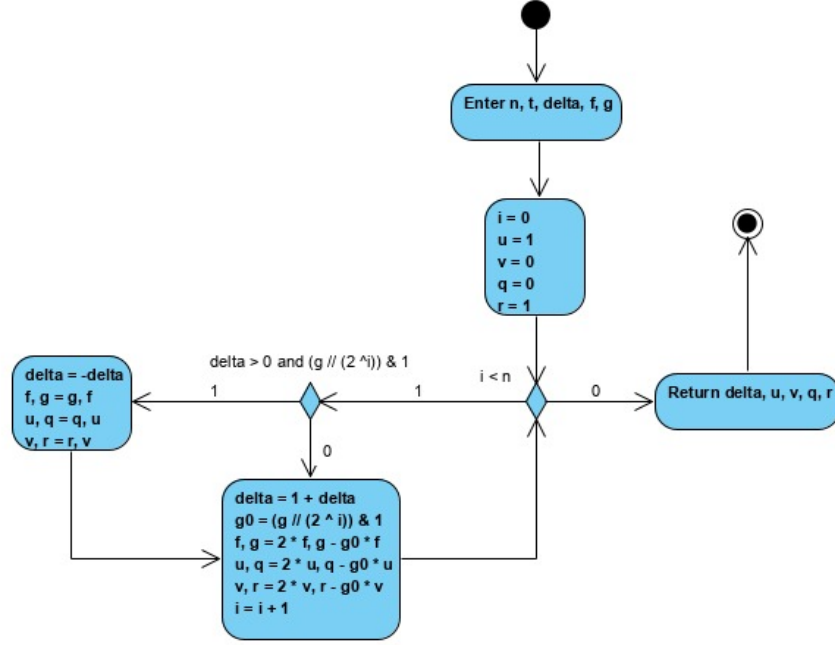 Enter n, t, delta, f, g
i = 0
u = 1
v = 0
q = 0
r = 1
i < n
0
Return delta, u, v, q, r
1
delta > 0 and (g // (2 ^i)) & 1
1
delta = -delta
f, g = g, f
u, q = q, u
v, r = r, v
0
delta = 1 + delta
g0 = (g // (2 ^ i)) & 1
f, g = 2 * f, g - g0 * f
u, q = 2 * u, q - g0 * u
v, r = 2 * v, r - g0 * v
i = i + 1